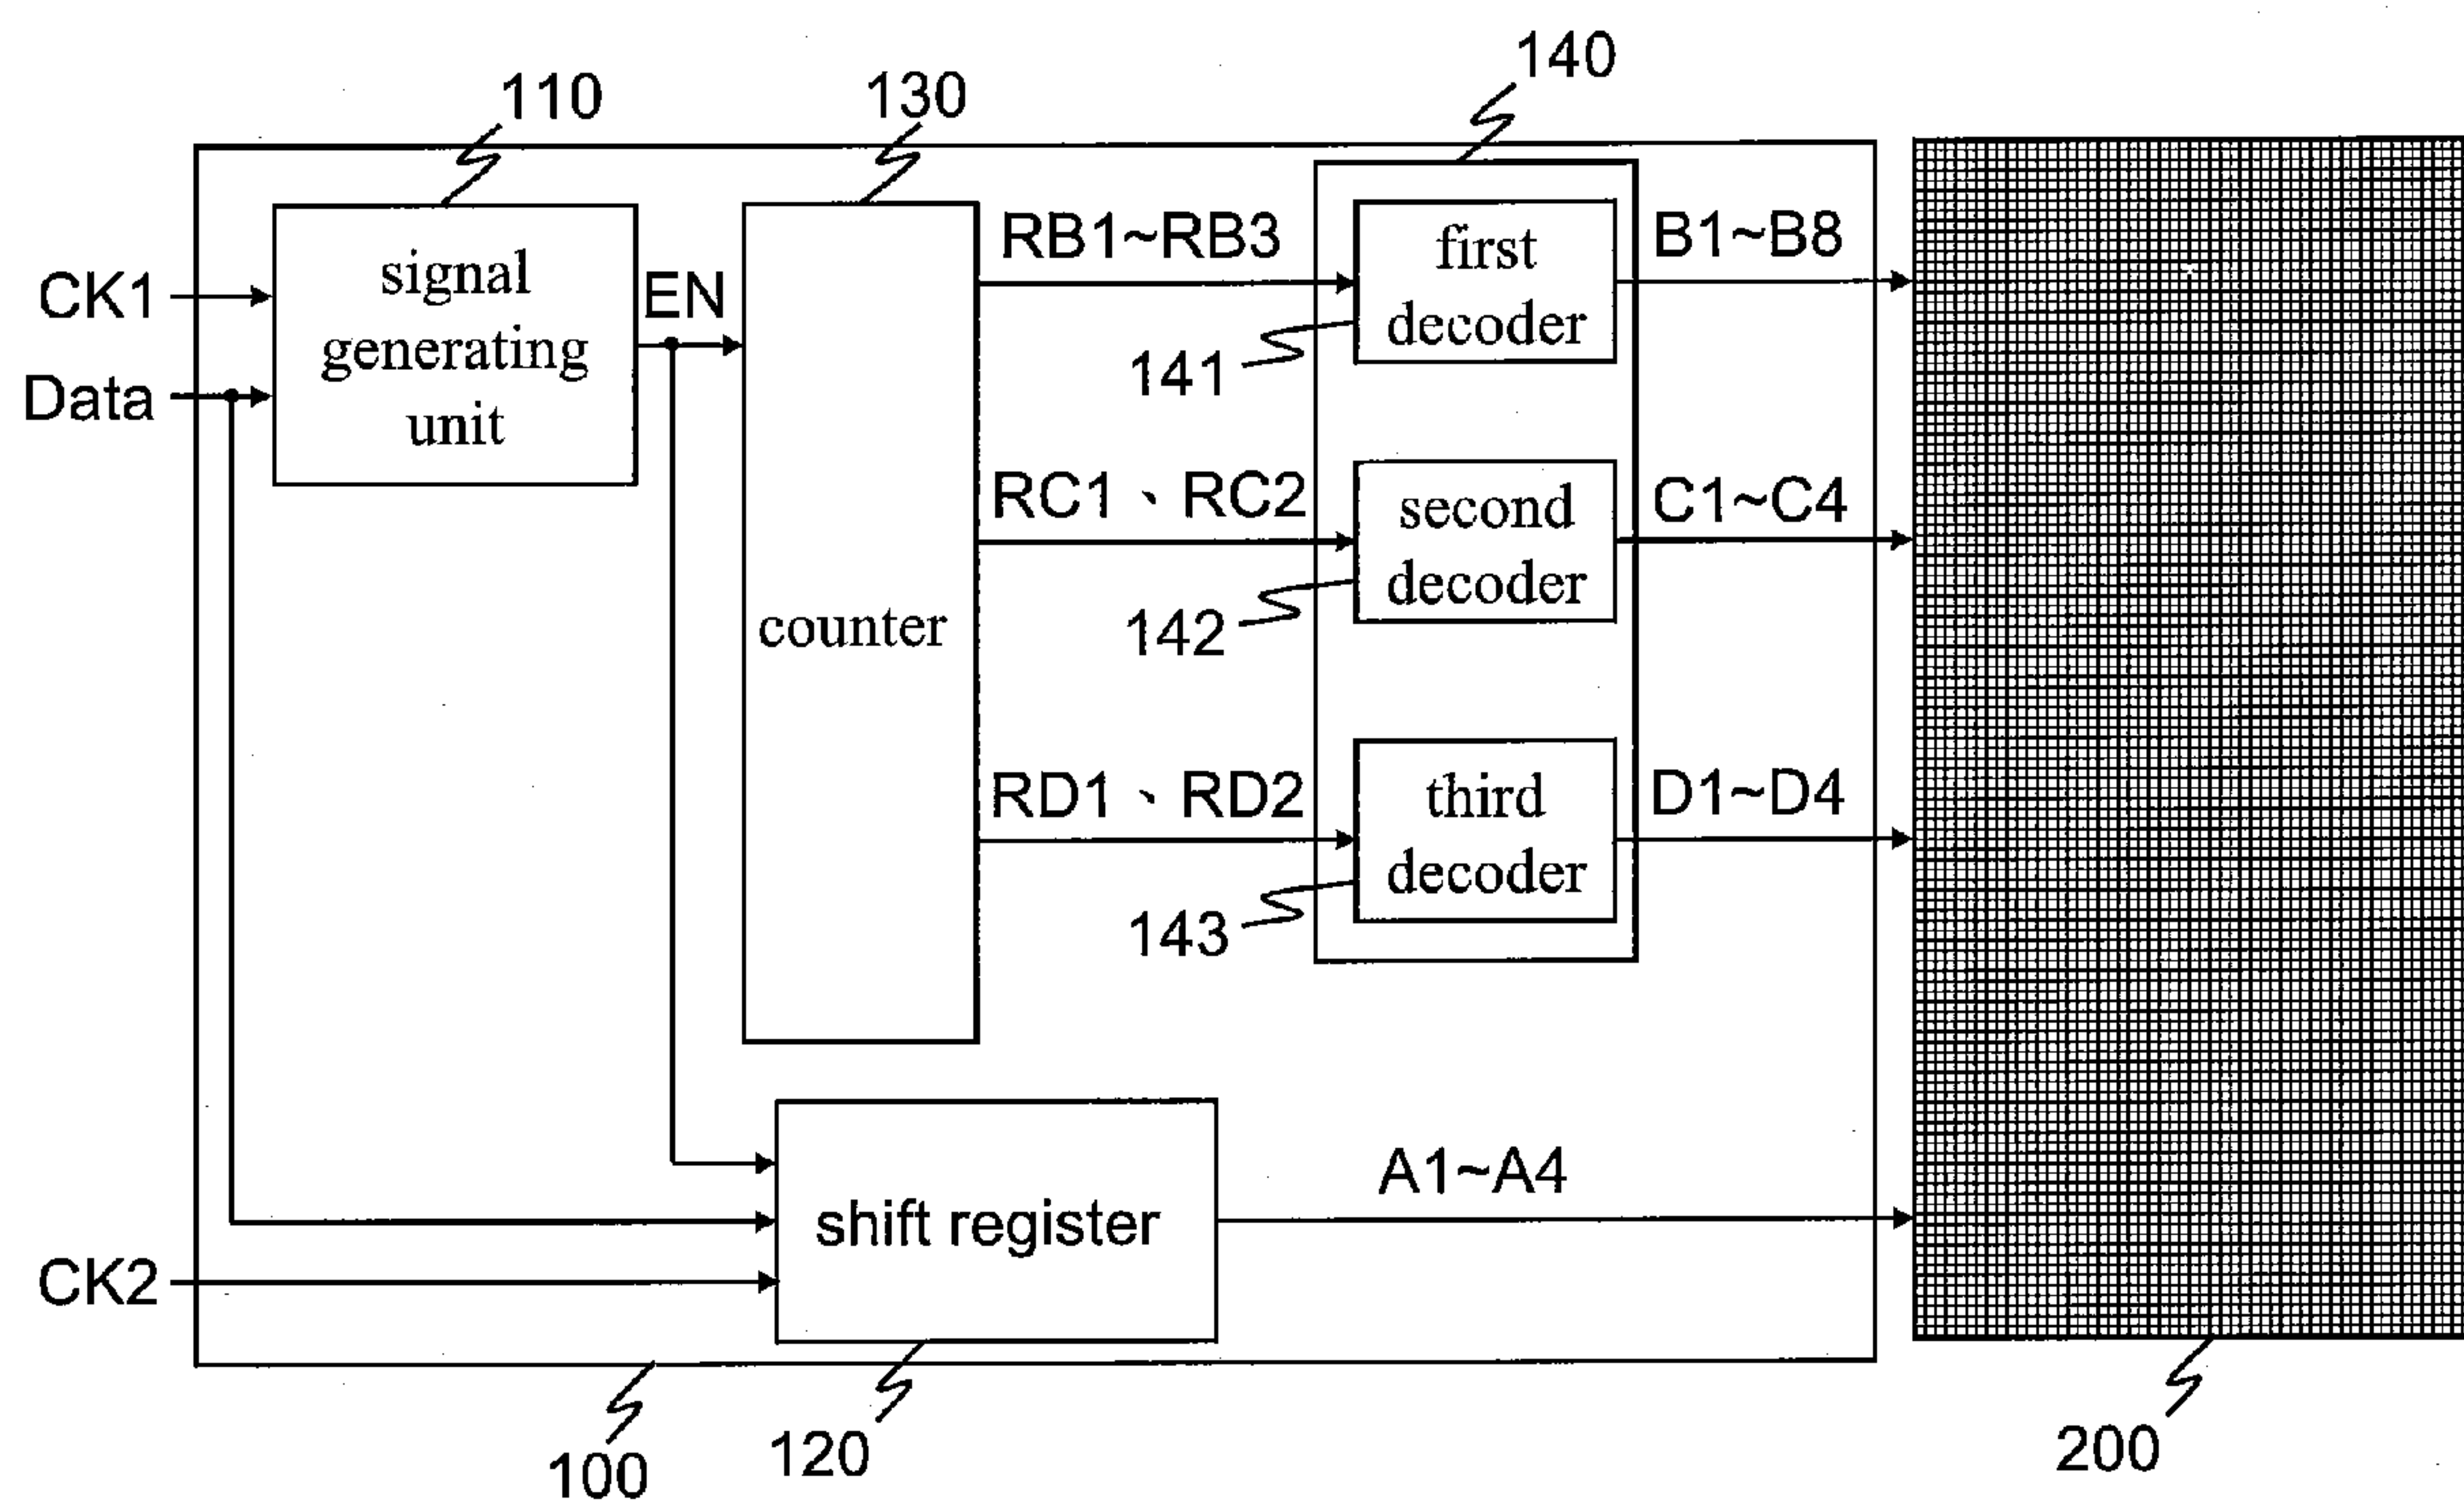 140
110
130
RB1~RB3
first
decoder
B1~B8
CK1
signal
generating
unit
EN
Data
141
RC1、RC2
second
decoder
C1~C4
142
counter
RD1、RD2
third
decoder
D1~D4
143
A1~A4
shift register
CK2
100
120
200